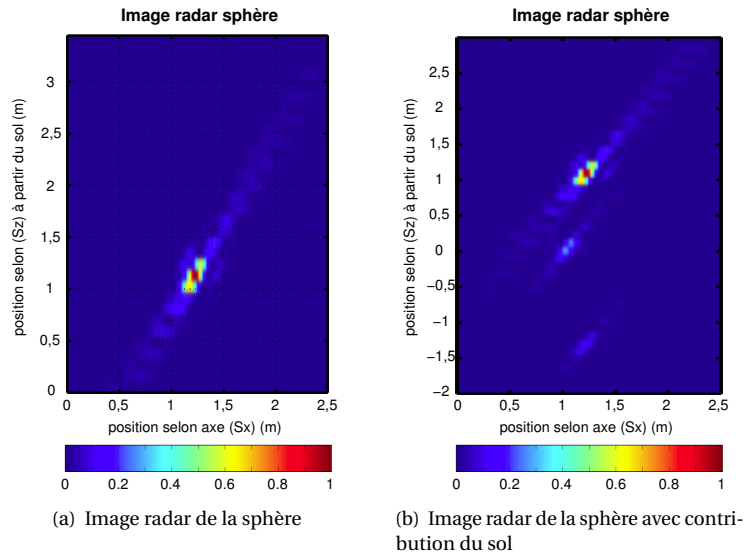 Image radar sphère
position selon (Sz) à partir du sol (m)
3
2,5
2
1,5
1
0,5
0
0 0,5 1 1,5 2 2,5
position selon axe (Sx) (m)
0 0.2 0.4 0.6 0.8 1
(a) Image radar de la sphère
Image radar sphère
position selon (Sz) à partir du sol (m)
2,5
2
1,5
1
0,5
0
−0,5
−1
−1,5
−2
0 0,5 1 1,5 2 2,5
position selon axe (Sx) (m)
0 0.2 0.4 0.6 0.8 1
(b) Image radar de la sphère avec contri-
bution du sol